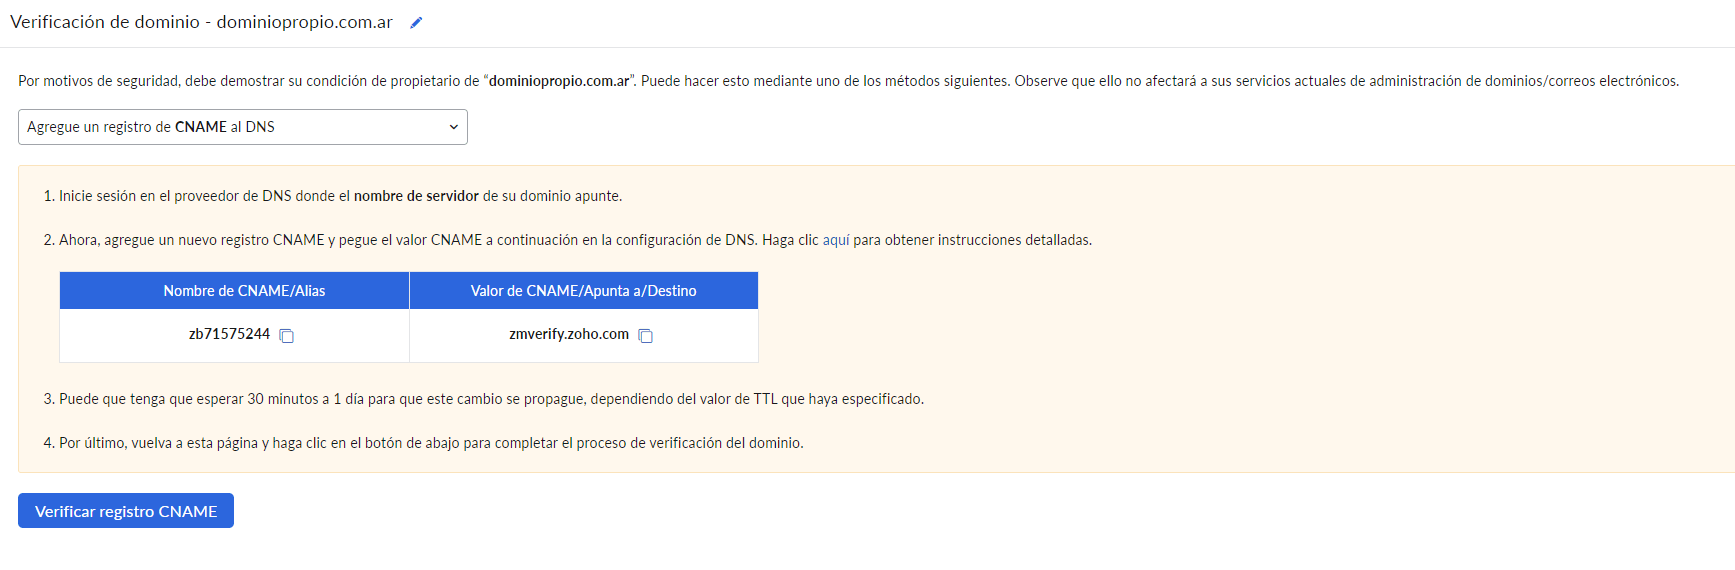 Verificación de dominio - dominiopropio.com.ar
Por motivos de seguridad, debe demostrar su condición de propietario de “dominiopropio.com.ar”. Puede hacer esto mediante uno de los métodos siguientes. Observe que ello no afectará a sus servicios actuales de administración de dominios/correos electrónicos.
Agregue un registro de CNAME al DNS
1. Inicie sesión en el proveedor de DNS donde el nombre de servidor de su dominio apunte.
2. Ahora, agregue un nuevo registro CNAME y pegue el valor CNAME a continuación en la configuración de DNS. Haga clic aquí para obtener instrucciones detalladas.
Nombre de CNAME/Alias Valor de CNAME/Apunta a/Destino
zb71575244 zmverify.zoho.com
3. Puede que tenga que esperar 30 minutos a 1 día para que este cambio se propague, dependiendo del valor de TTL que haya especificado.
4. Por último, vuelva a esta página y haga clic en el botón de abajo para completar el proceso de verificación del dominio.
Verificar registro CNAME